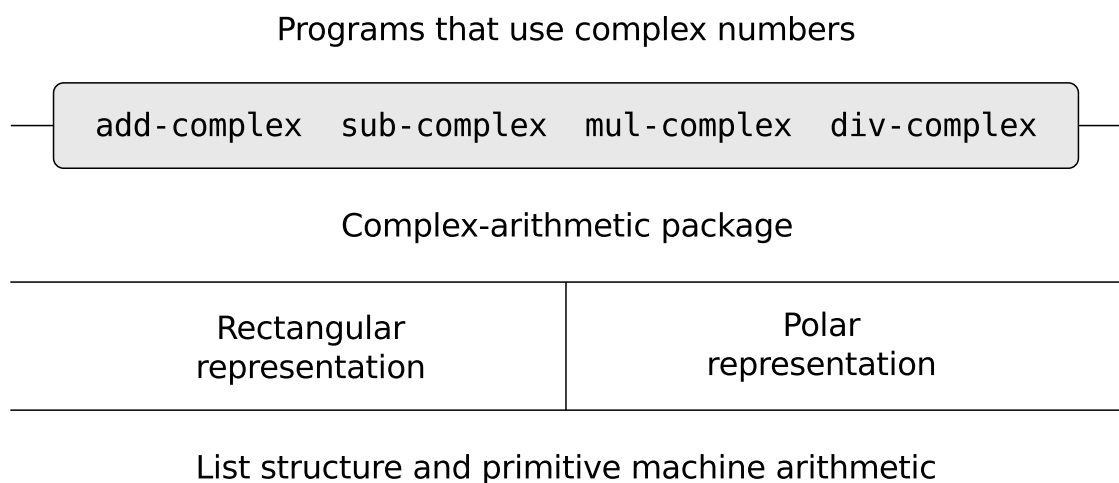 Programs that use complex numbers
add-complex sub-complex mul-complex div-complex
Complex-arithmetic package
Rectangular
representation
Polar
representation
List structure and primitive machine arithmetic